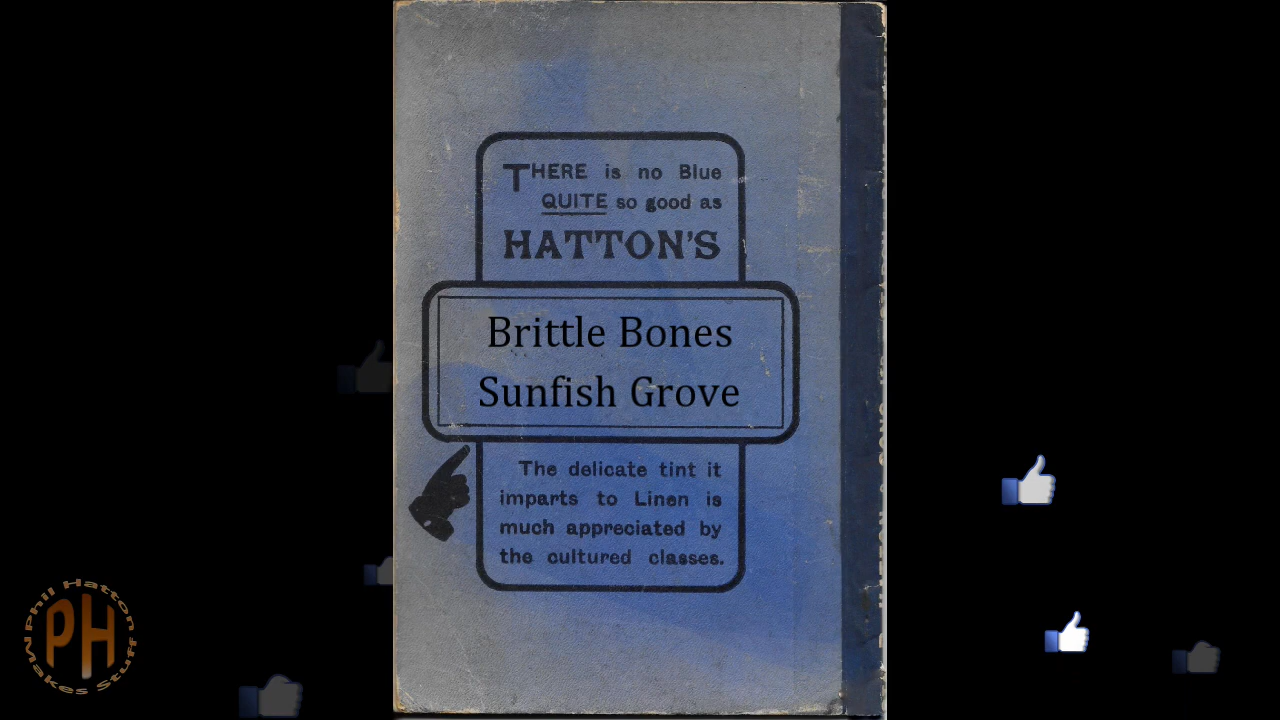 THERE is no Blue
QUITE so good as
HATTON'S
Brittle Bones
Sunfish Grove
The delicate tint it
imparts to Linen is
much appreciated by
the cultured classes.
Phil Hatton
PH
Makes Stuff